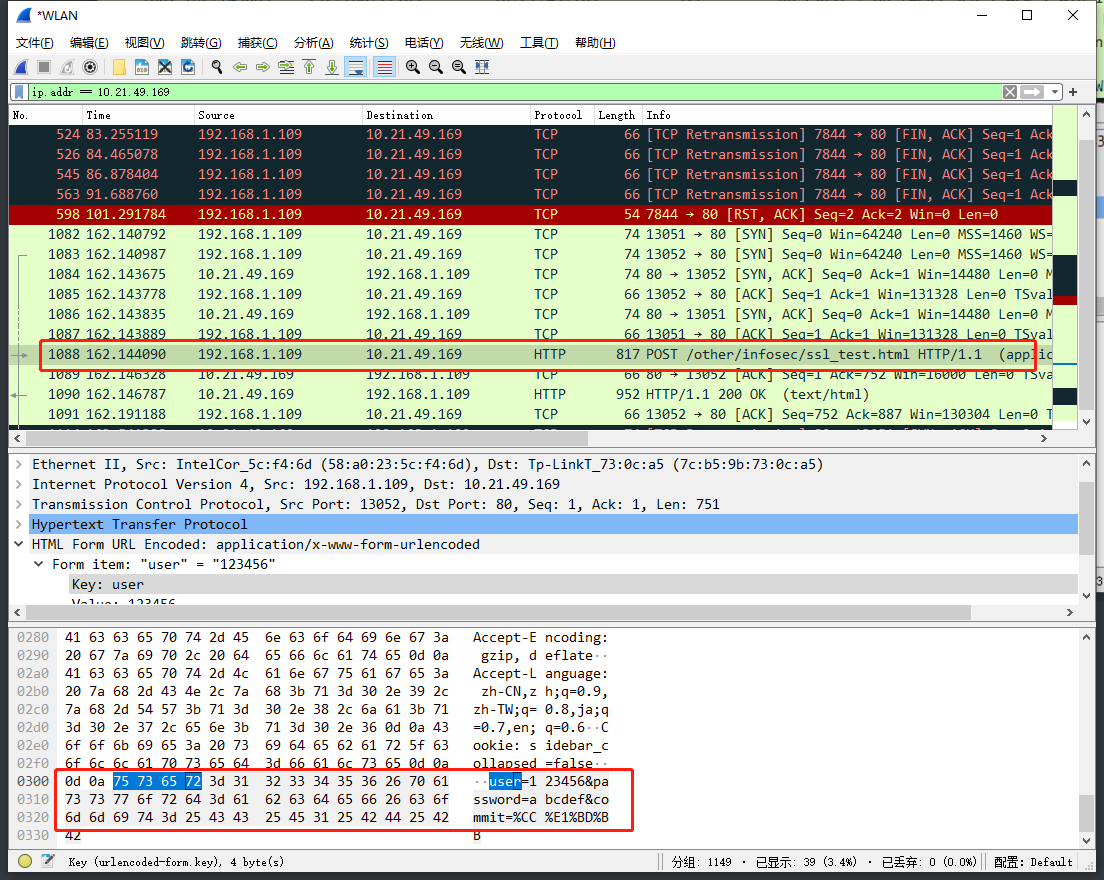 *WLAN
文件(F) 编辑(E) 视图(V) 跳转(G) 捕获(C) 分析(A) 统计(S) 电话(Y) 无线(W) 工具(T) 帮助(H)
ip.addr == 10.21.49.169
No. Time Source Destination Protocol Length Info
524 83.255119 192.168.1.109 10.21.49.169 TCP 66 [TCP Retransmission] 7844 → 80 [FIN, ACK] Seq=1 Ack
526 84.465078 192.168.1.109 10.21.49.169 TCP 66 [TCP Retransmission] 7844 → 80 [FIN, ACK] Seq=1 Ack
545 86.878404 192.168.1.109 10.21.49.169 TCP 66 [TCP Retransmission] 7844 → 80 [FIN, ACK] Seq=1 Ack
563 91.688760 192.168.1.109 10.21.49.169 TCP 66 [TCP Retransmission] 7844 → 80 [FIN, ACK] Seq=1 Ack
598 101.291784 192.168.1.109 10.21.49.169 TCP 54 7844 → 80 [RST, ACK] Seq=2 Ack=2 Win=0 Len=0
1082 162.140792 192.168.1.109 10.21.49.169 TCP 74 13051 → 80 [SYN] Seq=0 Win=64240 Len=0 MSS=1460 WS=
1083 162.140987 192.168.1.109 10.21.49.169 TCP 74 13052 → 80 [SYN] Seq=0 Win=64240 Len=0 MSS=1460 WS=
1084 162.143675 10.21.49.169 192.168.1.109 TCP 74 80 → 13052 [SYN, ACK] Seq=0 Ack=1 Win=14480 Len=0 M
1085 162.143778 192.168.1.109 10.21.49.169 TCP 66 13052 → 80 [ACK] Seq=1 Ack=1 Win=131328 Len=0 TSval
1086 162.143835 10.21.49.169 192.168.1.109 TCP 74 80 → 13051 [SYN, ACK] Seq=0 Ack=1 Win=14480 Len=0 M
1087 162.143889 192.168.1.109 10.21.49.169 TCP 66 13051 → 80 [ACK] Seq=1 Ack=1 Win=131328 Len=0 TSval
1088 162.144090 192.168.1.109 10.21.49.169 HTTP 817 POST /other/infosec/ssl_test.html HTTP/1.1 (applic
1089 162.146328 10.21.49.169 192.168.1.109 TCP 66 80 → 13052 [ACK] Seq=1 Ack=752 Win=16000 Len=0 TSva
1090 162.146787 10.21.49.169 192.168.1.109 HTTP 952 HTTP/1.1 200 OK (text/html)
1091 162.191188 192.168.1.109 10.21.49.169 TCP 66 13052 → 80 [ACK] Seq=752 Ack=887 Win=130304 Len=0 T
Ethernet II, Src: IntelCor_5c:f4:6d (58:a0:23:5c:f4:6d), Dst: Tp-LinkT_73:0c:a5 (7c:b5:9b:73:0c:a5)
Internet Protocol Version 4, Src: 192.168.1.109, Dst: 10.21.49.169
Transmission Control Protocol, Src Port: 13052, Dst Port: 80, Seq: 1, Ack: 1, Len: 751
Hypertext Transfer Protocol
HTML Form URL Encoded: application/x-www-form-urlencoded
Form item: "user" = "123456"
Key: user
Value: 123456
0280 41 63 63 65 70 74 2d 45 6e 63 6f 64 69 6e 67 3a Accept-E ncoding:
0290 20 67 7a 69 70 2c 20 64 65 66 6c 61 74 65 0d 0a gzip, d eflate··
02a0 41 63 63 65 70 74 2d 4c 61 6e 67 75 61 67 65 3a Accept-L anguage:
02b0 20 7a 68 2d 43 4e 2c 7a 68 3b 71 3d 30 2e 39 2c zh-CN,z h;q=0.9,
02c0 7a 68 2d 54 57 3b 71 3d 30 2e 38 2c 6a 61 3b 71 zh-TW;q= 0.8,ja;q
02d0 3d 30 2e 37 2c 65 6e 3b 71 3d 30 2e 36 0d 0a 43 =0.7,en; q=0.6··C
02e0 6f 6f 6b 69 65 3a 20 73 69 64 65 62 61 72 5f 63 ookie: s idebar_c
02f0 6f 6c 6c 61 70 73 65 64 3d 66 61 6c 73 65 0d 0a ollapsed =false··
0300 0d 0a 75 73 65 72 3d 31 32 33 34 35 36 26 70 61 ··user=1 23456&pa
0310 73 73 77 6f 72 64 3d 61 62 63 64 65 66 26 63 6f ssword=a bcdef&co
0320 6d 6d 69 74 3d 25 43 43 25 45 31 25 42 44 25 42 mmit=%CC %E1%BD%B
0330 42 B
Key (urlencoded-form.key), 4 byte(s) 分组: 1149 · 已显示: 39 (3.4%) · 已丢弃: 0 (0.0%) 配置: Default